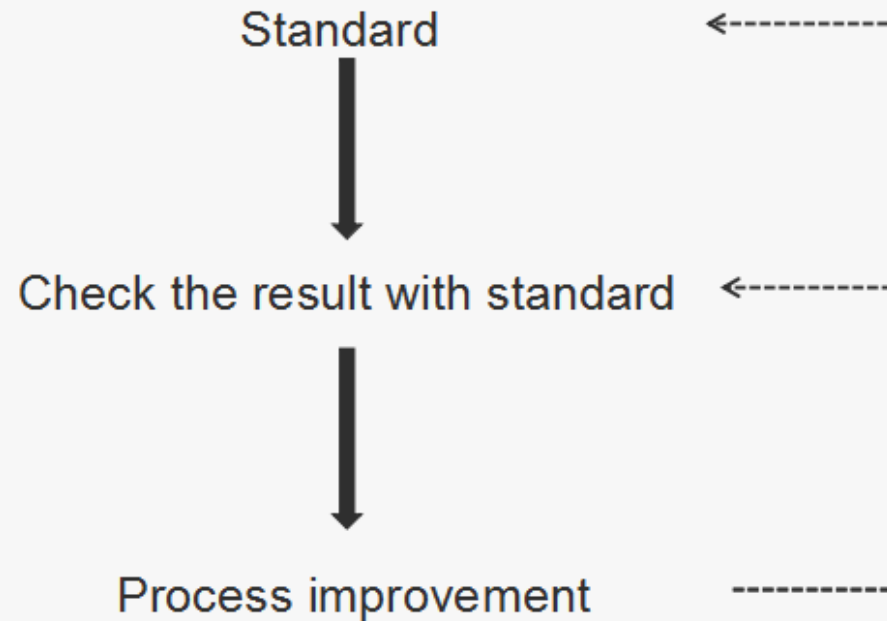 Standard
Check the result with standard
Process improvement